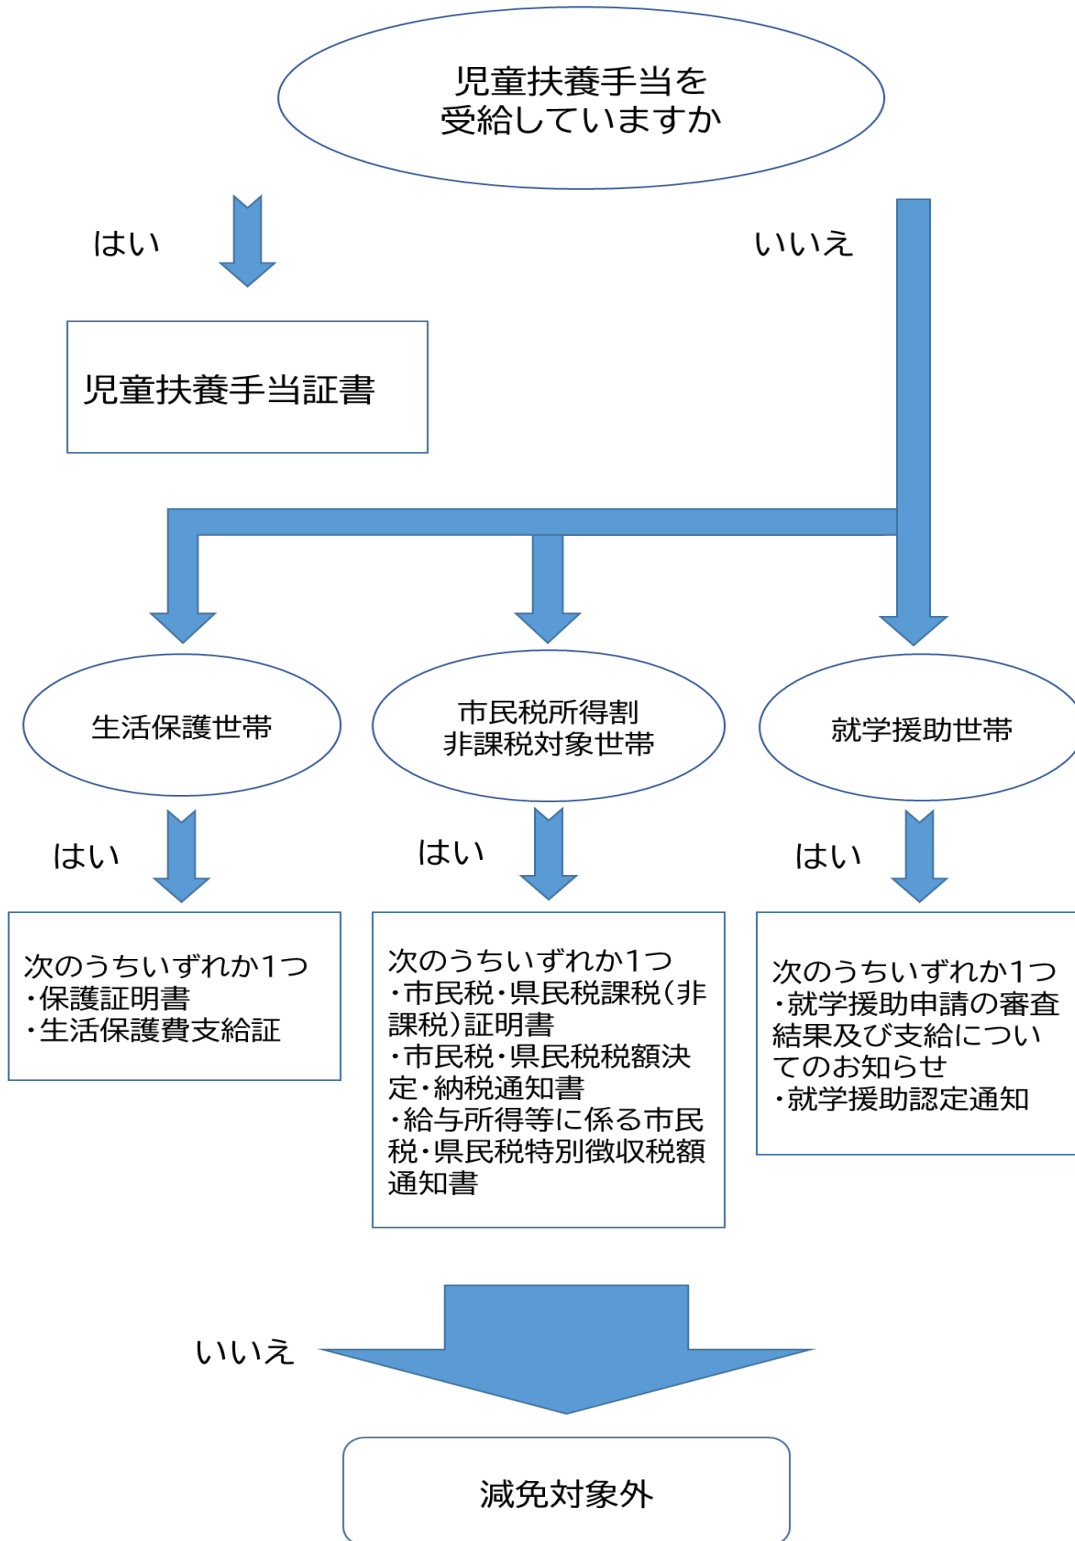 児童扶養手当を
受給していますか
はい
いいえ
児童扶養手当証書
生活保護世帯
市民税所得割
非課税対象世帯
就学援助世帯
はい
はい
はい
次のうちいずれか1つ
・保護証明書
・生活保護費支給証
次のうちいずれか1つ
・市民税・県民税課税(非
課税)証明書
・市民税・県民税税額決
定・納税通知書
・給与所得等に係る市民
税・県民税特別徴収税額
通知書
次のうちいずれか1つ
・就学援助申請の審査
結果及び支給につい
てのお知らせ
・就学援助認定通知
いいえ
減免対象外